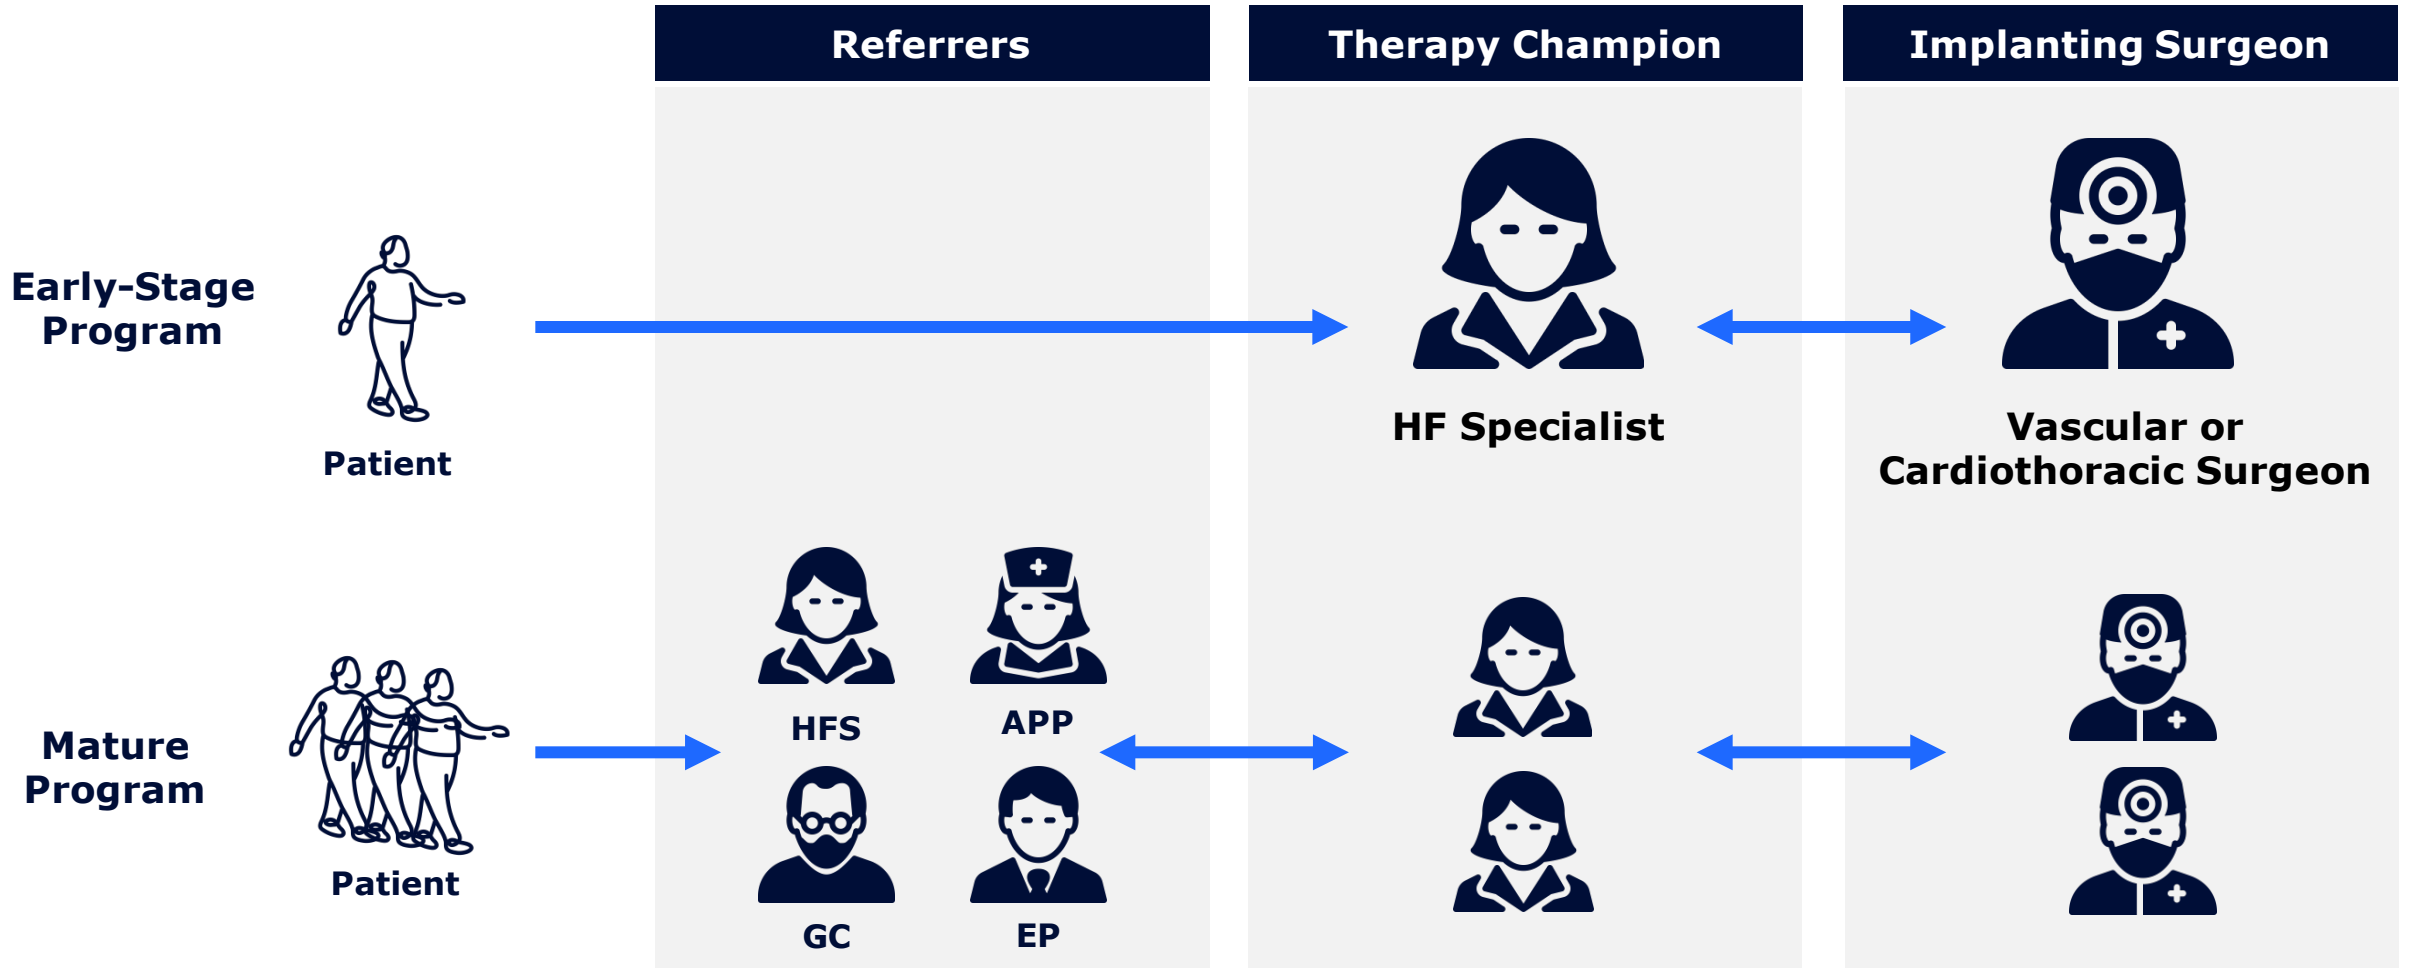 Referrers
Therapy Champion
Implanting Surgeon
Early-Stage
Program
Patient
HF Specialist
Vascular or
Cardiothoracic Surgeon
Mature
Program
Patient
HFS
APP
GC
EP